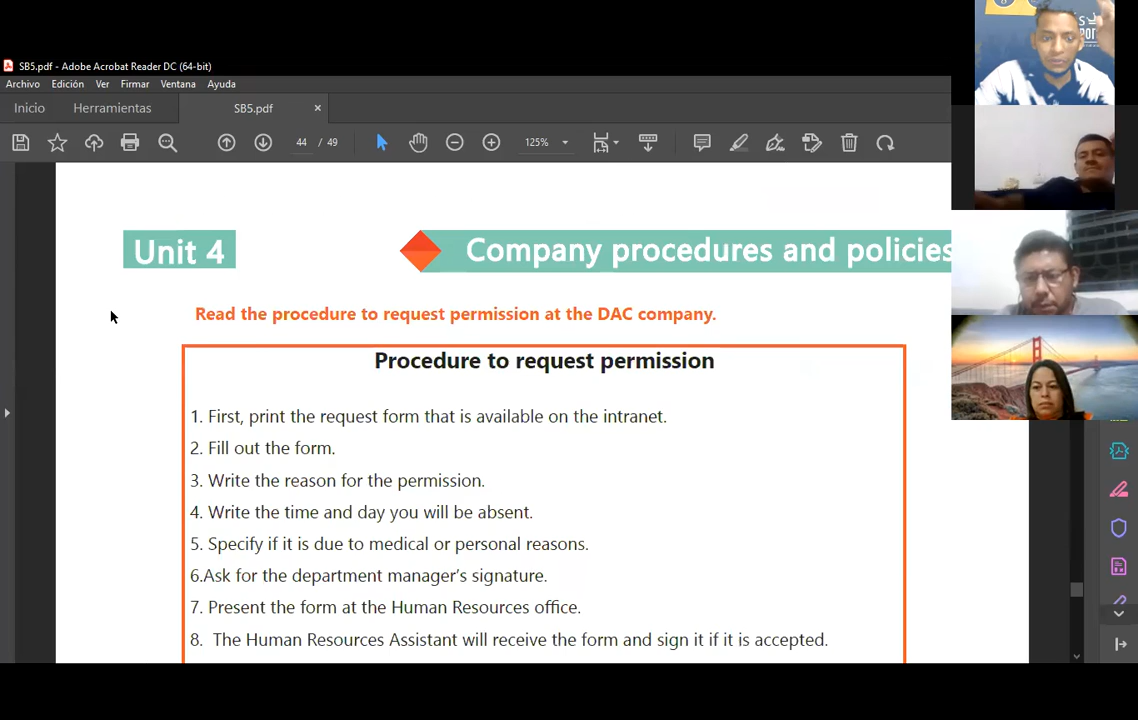 SB5.pdf - Adobe Acrobat Reader DC (64-bit)
Archivo Edición Ver Firmar Ventana Ayuda
Inicio Herramientas SB5.pdf ×
44 / 49 125%
Unit 4 Company procedures and policies
Read the procedure to request permission at the DAC company.
Procedure to request permission
1. First, print the request form that is available on the intranet.
2. Fill out the form.
3. Write the reason for the permission.
4. Write the time and day you will be absent.
5. Specify if it is due to medical or personal reasons.
6.Ask for the department manager's signature.
7. Present the form at the Human Resources office.
8. The Human Resources Assistant will receive the form and sign it if it is accepted.